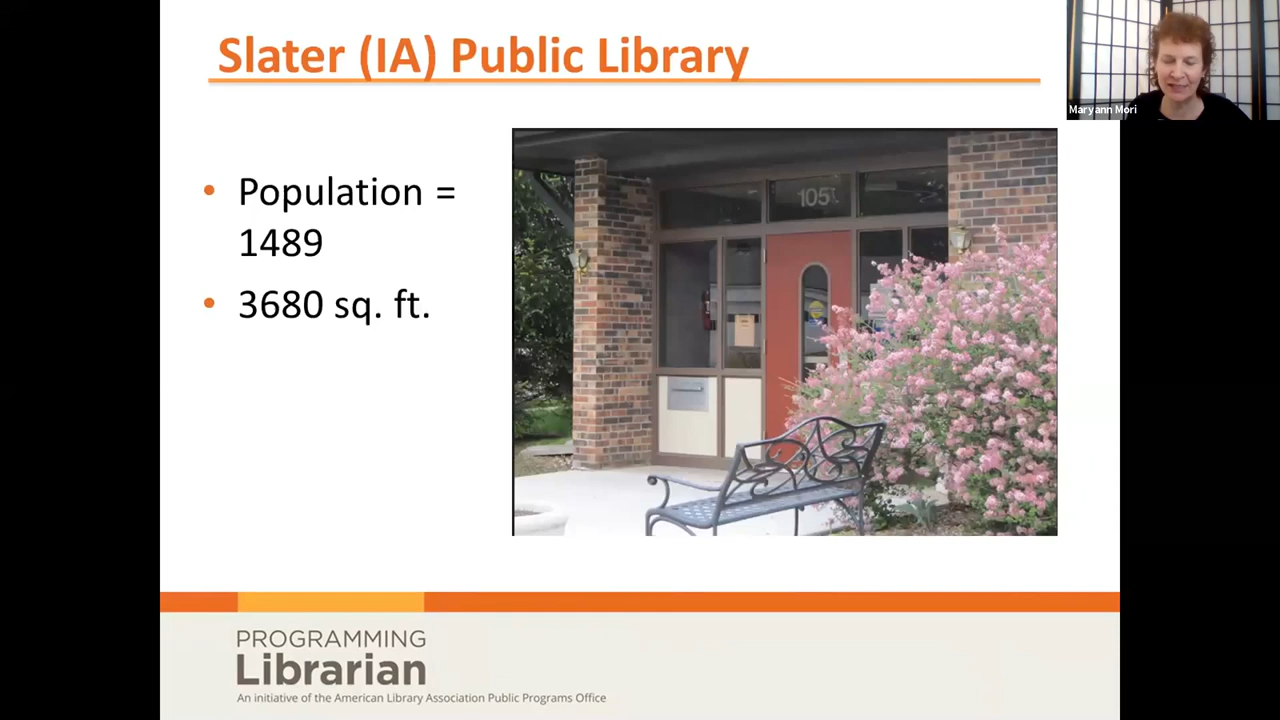 Slater (IA) Public Library
Maryann Mori
• Population =
1489
• 3680 sq. ft.
105
PROGRAMMING
Librarian
An initiative of the American Library Association Public Programs Office